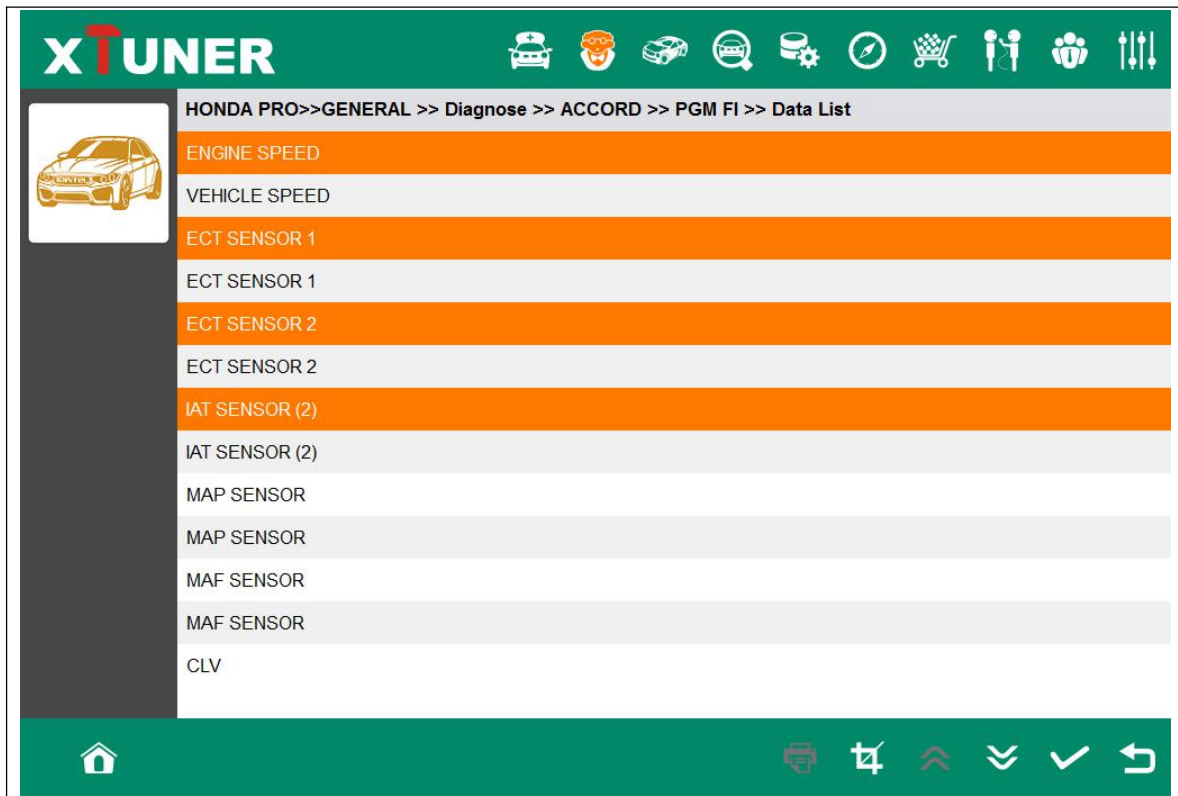 XTUNER
HONDA PRO>>GENERAL >> Diagnose >> ACCORD >> PGM FI >> Data List
ENGINE SPEED
VEHICLE SPEED
ECT SENSOR 1
ECT SENSOR 1
ECT SENSOR 2
ECT SENSOR 2
IAT SENSOR (2)
IAT SENSOR (2)
MAP SENSOR
MAP SENSOR
MAF SENSOR
MAF SENSOR
CLV